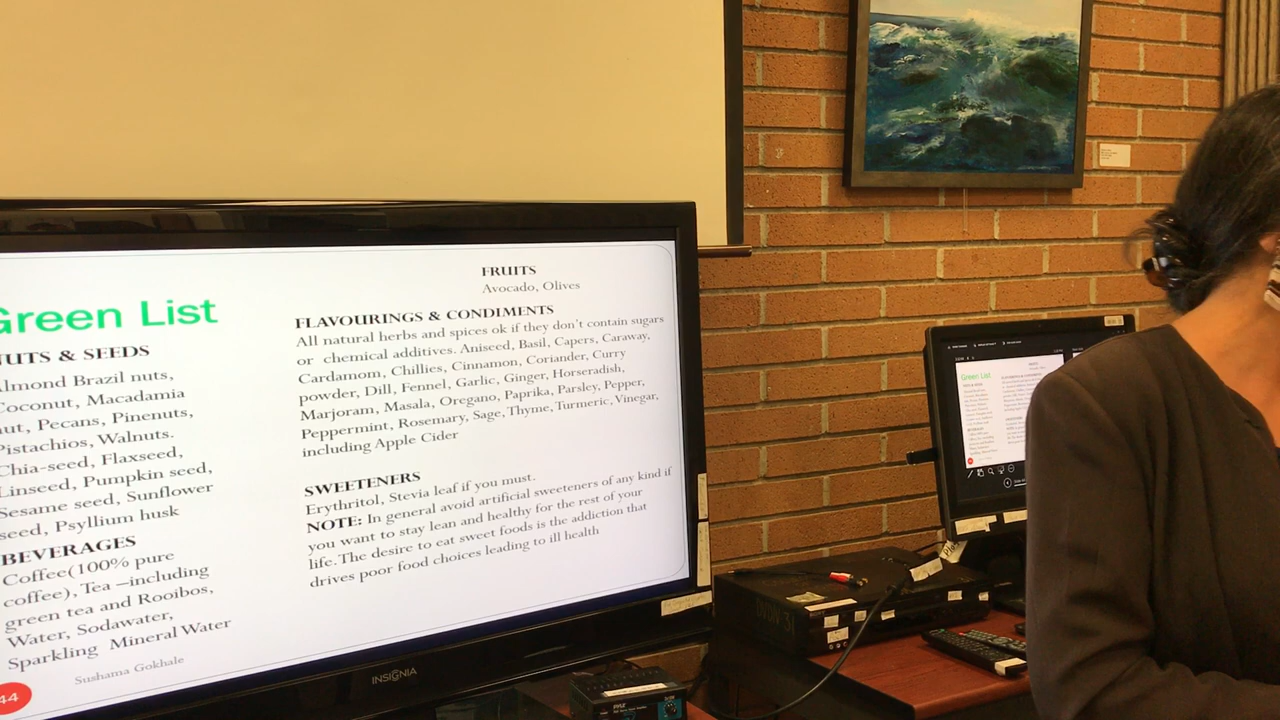 Green List
NUTS & SEEDS
Almond Brazil nuts,
Coconut, Macadamia
nut, Pecans, Pinenuts,
Pistachios, Walnuts.
Chia-seed, Flaxseed,
Linseed, Pumpkin seed,
Sesame seed, Sunflower
seed, Psyllium husk
BEVERAGES
Coffee(100% pure
coffee), Tea –including
green tea and Rooibos,
Water, Sodawater,
Sparkling Mineral Water
Sushama Gokhale
44
FRUITS
Avocado, Olives
FLAVOURINGS & CONDIMENTS
All natural herbs and spices ok if they don't contain sugars
or chemical additives. Aniseed, Basil, Capers, Caraway,
Cardamom, Chillies, Cinnamon, Coriander, Curry
powder, Dill, Fennel, Garlic, Ginger, Horseradish,
Marjoram, Masala, Oregano, Paprika, Parsley, Pepper,
Peppermint, Rosemary, Sage, Thyme, Turmeric, Vinegar,
including Apple Cider
SWEETENERS
Erythritol, Stevia leaf if you must.
NOTE: In general avoid artificial sweeteners of any kind if
you want to stay lean and healthy for the rest of your
life. The desire to eat sweet foods is the addiction that
drives poor food choices leading to ill health
INSIGNIA
Green List
SONY
PYLE